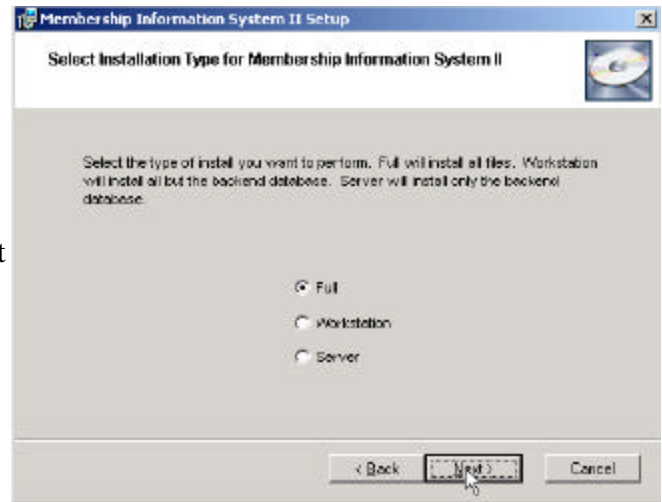 Membership Information System II Setup
Select Installation Type for Membership Information System II
Select the type of install you want to perform. Full will install all files. Workstation
will install all but the backend database. Server will install only the backend
database.
t
Full
Workstation
Server
< Back
Next >
Cancel